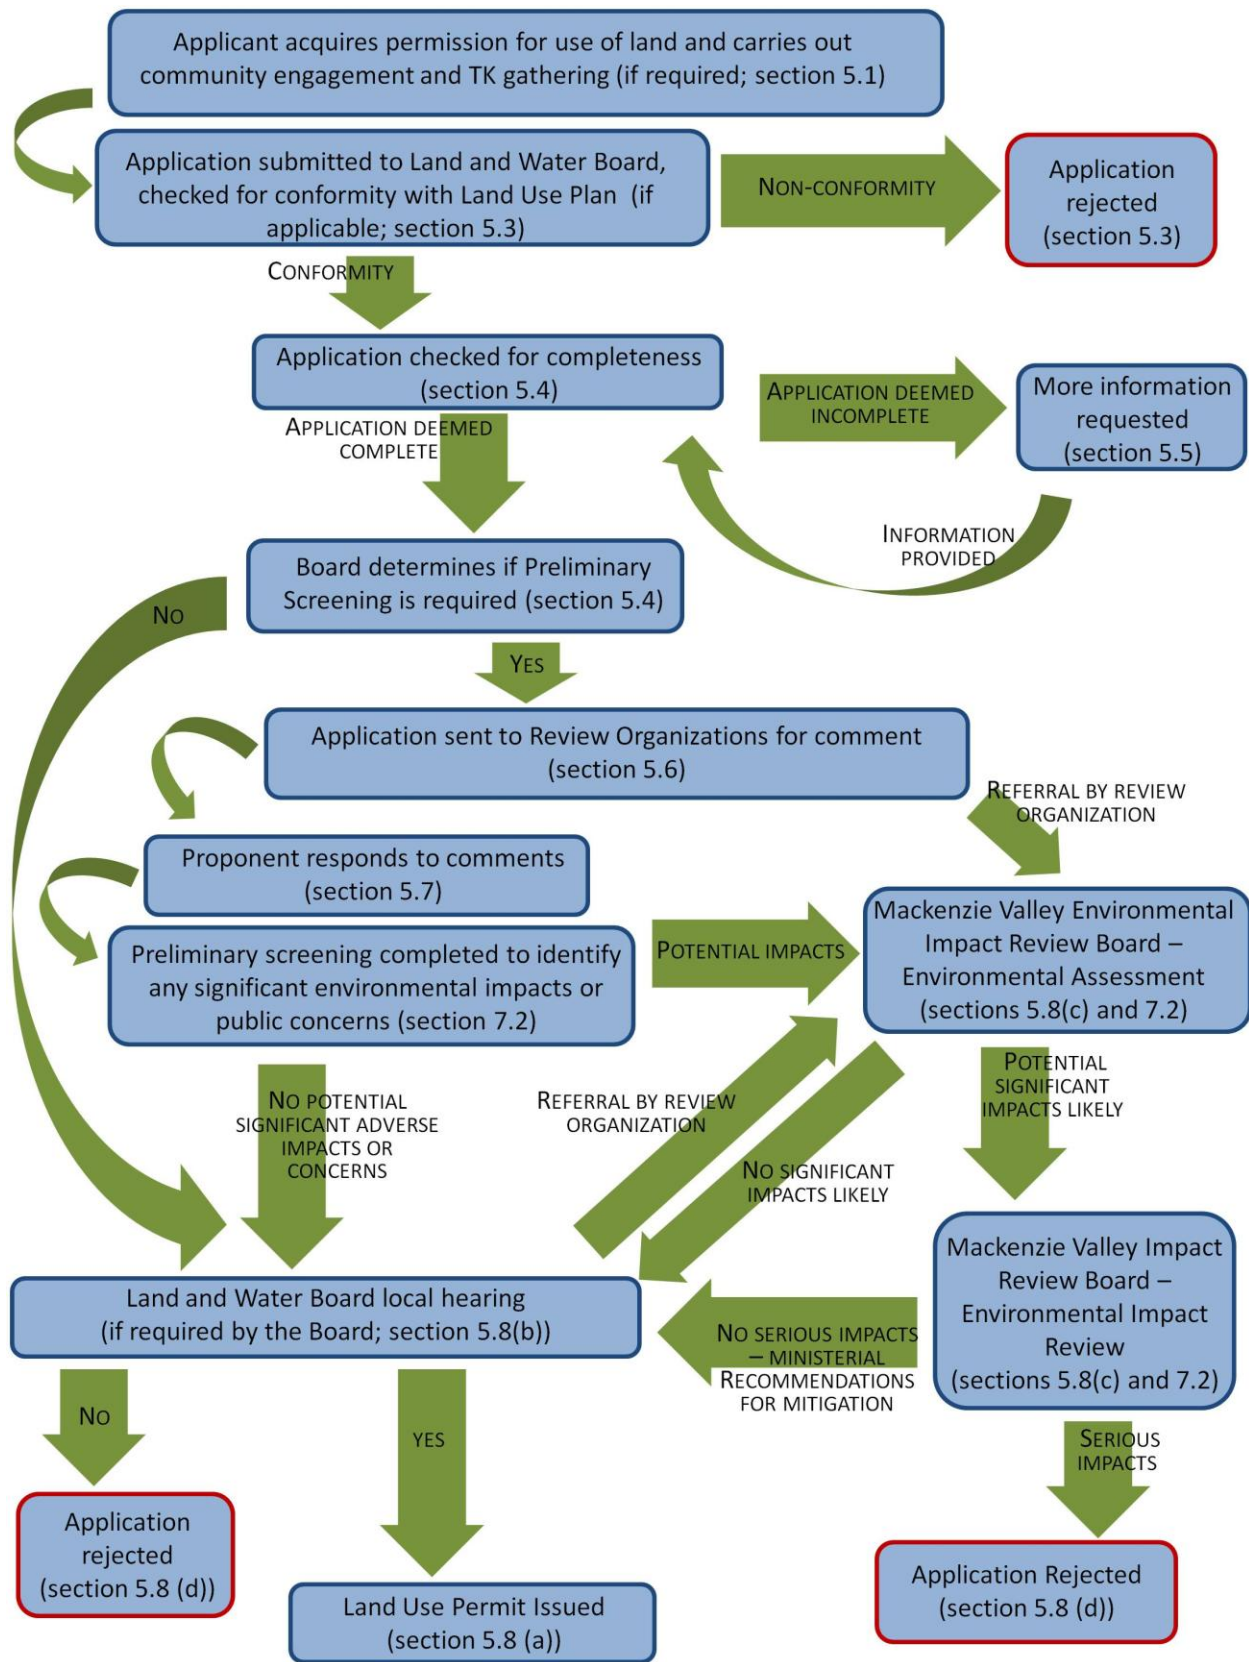 Applicant acquires permission for use of land and carries out
community engagement and TK gathering (if required; section 5.1)
Application submitted to Land and Water Board,
checked for conformity with Land Use Plan (if
applicable; section 5.3)
NON-CONFORMITY
Application
rejected
(section 5.3)
CONFORMITY
Application checked for completeness
(section 5.4)
APPLICATION DEEMED
INCOMPLETE
More information
requested
(section 5.5)
APPLICATION DEEMED
COMPLETE
INFORMATION
PROVIDED
Board determines if Preliminary
Screening is required (section 5.4)
NO
YES
Application sent to Review Organizations for comment
(section 5.6)
REFERRAL BY REVIEW
ORGANIZATION
Proponent responds to comments
(section 5.7)
Preliminary screening completed to identify
any significant environmental impacts or
public concerns (section 7.2)
POTENTIAL IMPACTS
Mackenzie Valley Environmental
Impact Review Board –
Environmental Assessment
(sections 5.8(c) and 7.2)
NO POTENTIAL
SIGNIFICANT ADVERSE
IMPACTS OR
CONCERNS
REFERRAL BY REVIEW
ORGANIZATION
NO SIGNIFICANT
IMPACTS LIKELY
POTENTIAL
SIGNIFICANT
IMPACTS LIKELY
Mackenzie Valley Impact
Review Board –
Environmental Impact
Review
(sections 5.8(c) and 7.2)
Land and Water Board local hearing
(if required by the Board; section 5.8(b))
NO SERIOUS IMPACTS
– MINISTERIAL
RECOMMENDATIONS
FOR MITIGATION
NO
YES
SERIOUS
IMPACTS
Application
rejected
(section 5.8 (d))
Land Use Permit Issued
(section 5.8 (a))
Application Rejected
(section 5.8 (d))